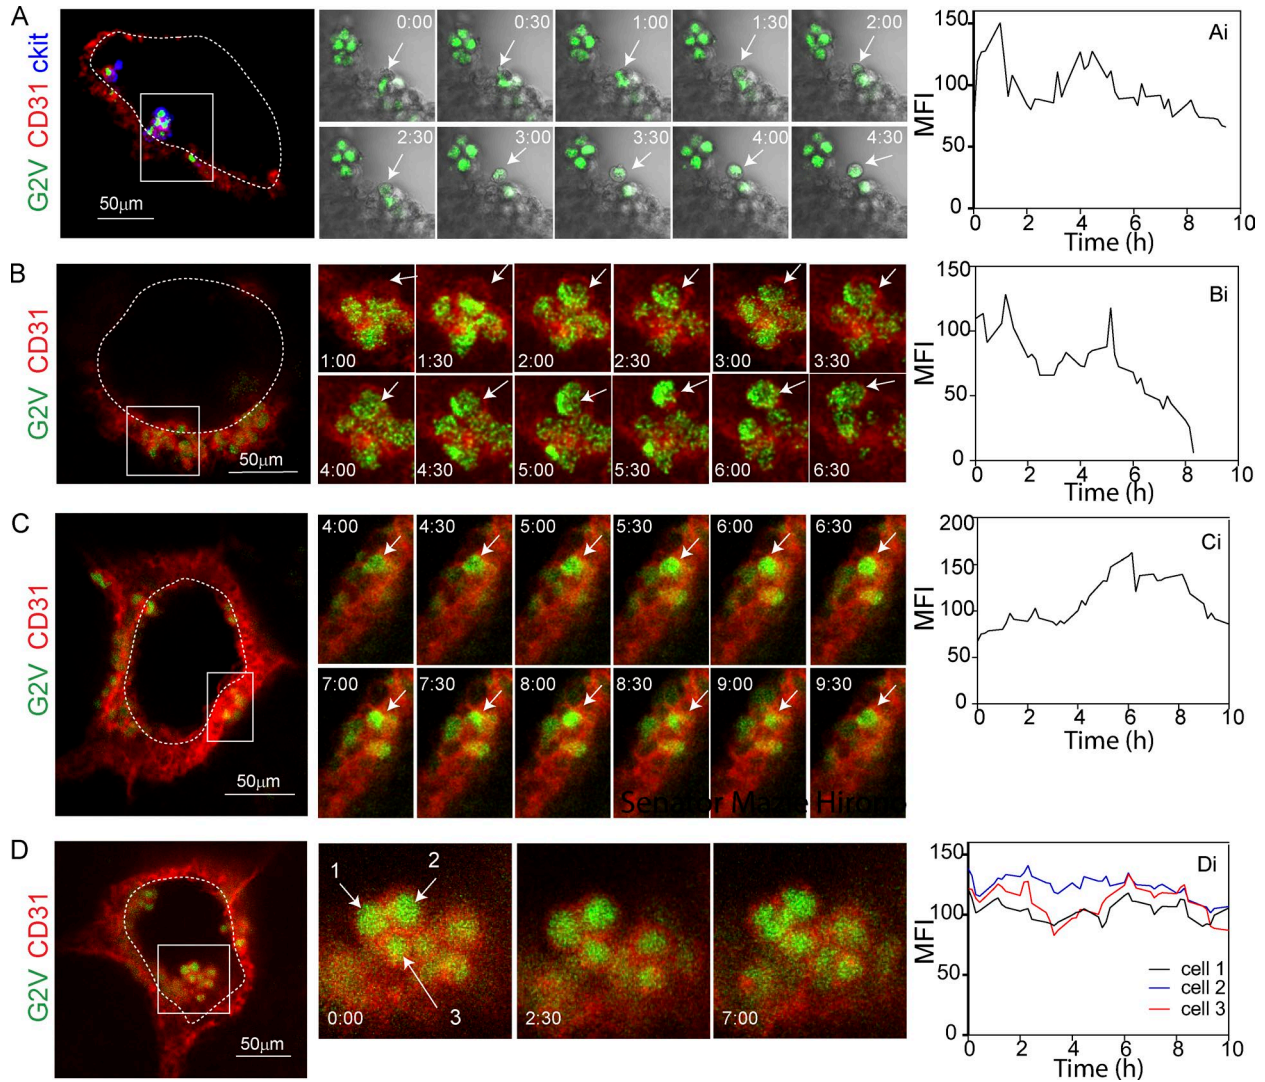 A
G2V CD31 ckit
50μm
0:00
0:30
1:00
1:30
2:00
2:30
3:00
3:30
4:00
4:30
Ai
MFI
150
100
50
0
0 2 4 6 8 10
Time (h)
B
G2V CD31
50μm
1:00
1:30
2:00
2:30
3:00
3:30
4:00
4:30
5:00
5:30
6:00
6:30
Bi
MFI
150
100
50
0
0 2 4 6 8 10
Time (h)
C
G2V CD31
50μm
4:00
4:30
5:00
5:30
6:00
6:30
7:00
7:30
8:00
8:30
9:00
9:30
Senator Mazie Hirono
Ci
MFI
200
150
100
50
0
0 2 4 6 8 10
Time (h)
D
G2V CD31
50μm
1
2
3
0:00
2:30
7:00
Di
MFI
150
100
50
0
cell 1
cell 2
cell 3
0 2 4 6 8 10
Time (h)